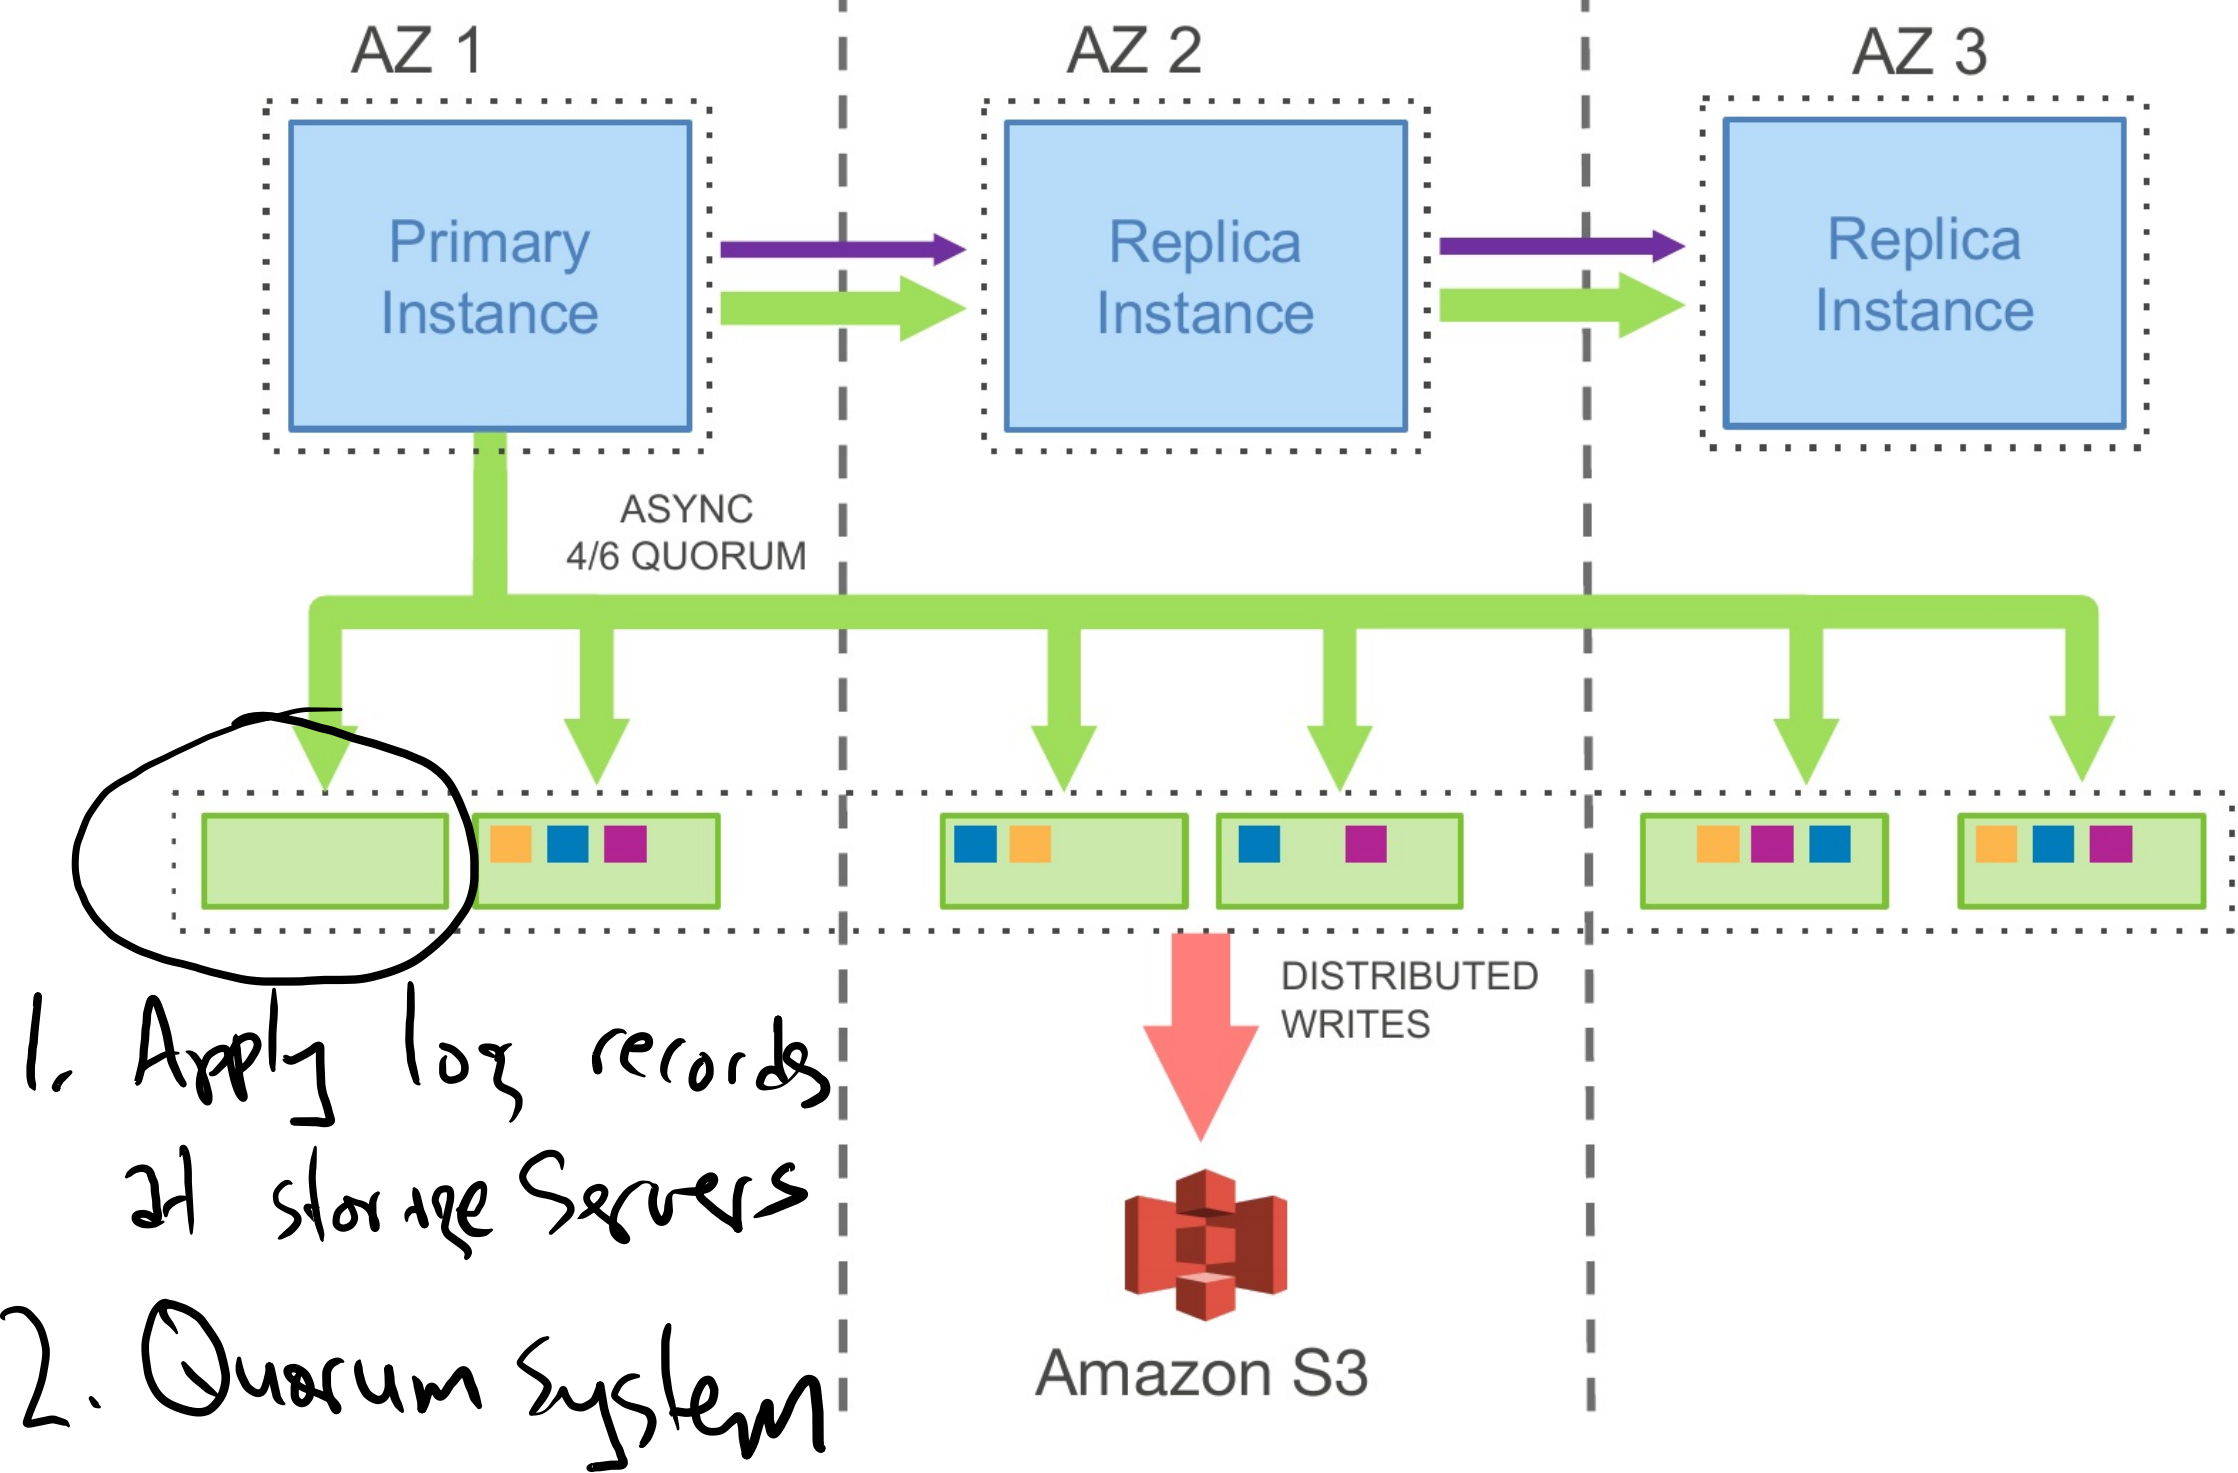 AZ 1
AZ 2
AZ 3
Primary
Instance
Replica
Instance
Replica
Instance
ASYNC
4/6 QUORUM
DISTRIBUTED
WRITES
1. Apply log records
at storage Servers
2. Quorum System
Amazon S3